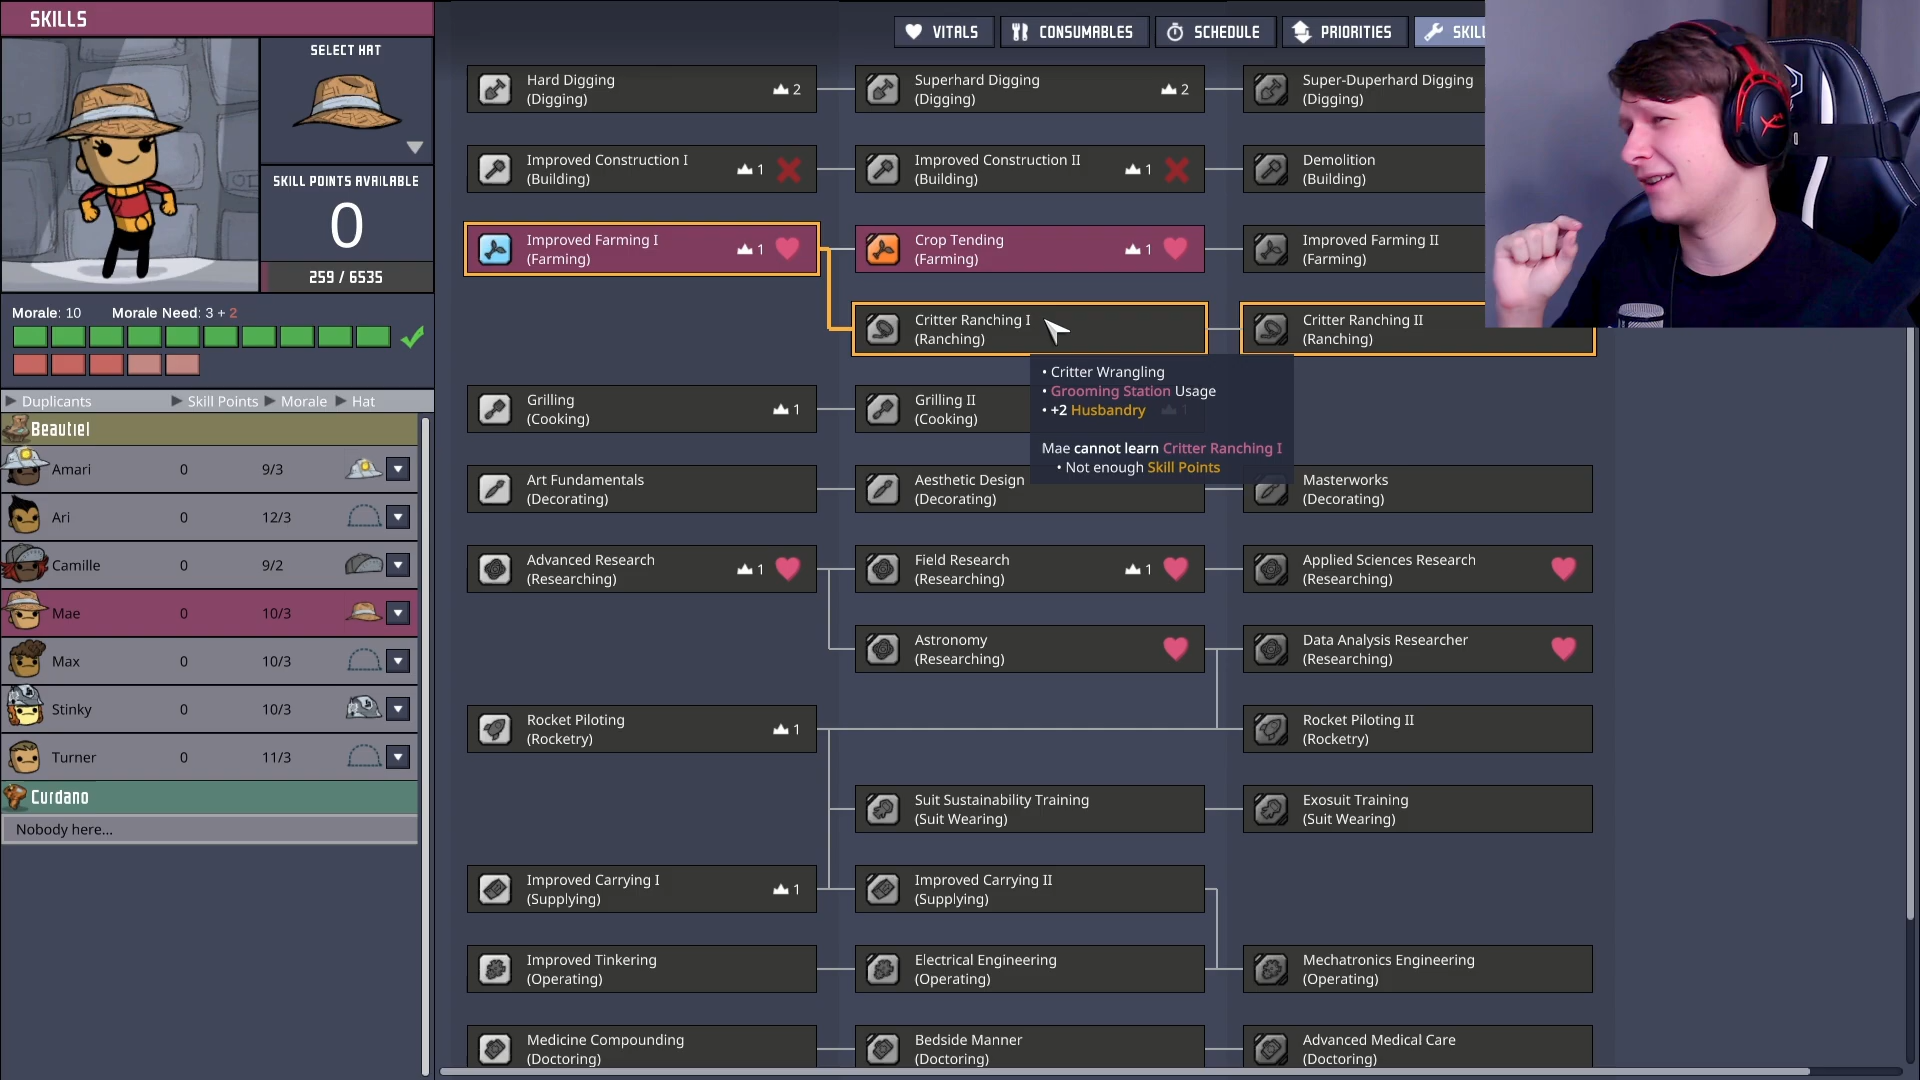 SKILLS
SELECT HAT
SKILL POINTS AVAILABLE
0
259 / 6535
Morale: 10 Morale Need: 3 + 2
Duplicants Skill Points Morale Hat
Beautiel
Amari 0 9/3
Ari 0 12/3
Camille 0 9/2
Mae 0 10/3
Max 0 10/3
Stinky 0 10/3
Turner 0 11/3
Curdano
Nobody here...
VITALS CONSUMABLES SCHEDULE PRIORITIES SKILL
Hard Digging
(Digging)
2
Superhard Digging
(Digging)
2
Super-Duperhard Digging
(Digging)
Improved Construction I
(Building)
1
Improved Construction II
(Building)
1
Demolition
(Building)
Improved Farming I
(Farming)
1
Crop Tending
(Farming)
1
Improved Farming II
(Farming)
Critter Ranching I
(Ranching)
Critter Ranching II
(Ranching)
• Critter Wrangling
• Grooming Station Usage
• +2 Husbandry
Mae cannot learn Critter Ranching I
• Not enough Skill Points
Grilling
(Cooking)
1
Grilling II
(Cooking)
1
Art Fundamentals
(Decorating)
Aesthetic Design
(Decorating)
Masterworks
(Decorating)
Advanced Research
(Researching)
1
Field Research
(Researching)
1
Applied Sciences Research
(Researching)
Astronomy
(Researching)
Data Analysis Researcher
(Researching)
Rocket Piloting
(Rocketry)
1
Rocket Piloting II
(Rocketry)
Suit Sustainability Training
(Suit Wearing)
Exosuit Training
(Suit Wearing)
Improved Carrying I
(Supplying)
1
Improved Carrying II
(Supplying)
Improved Tinkering
(Operating)
Electrical Engineering
(Operating)
Mechatronics Engineering
(Operating)
Medicine Compounding
(Doctoring)
Bedside Manner
(Doctoring)
Advanced Medical Care
(Doctoring)